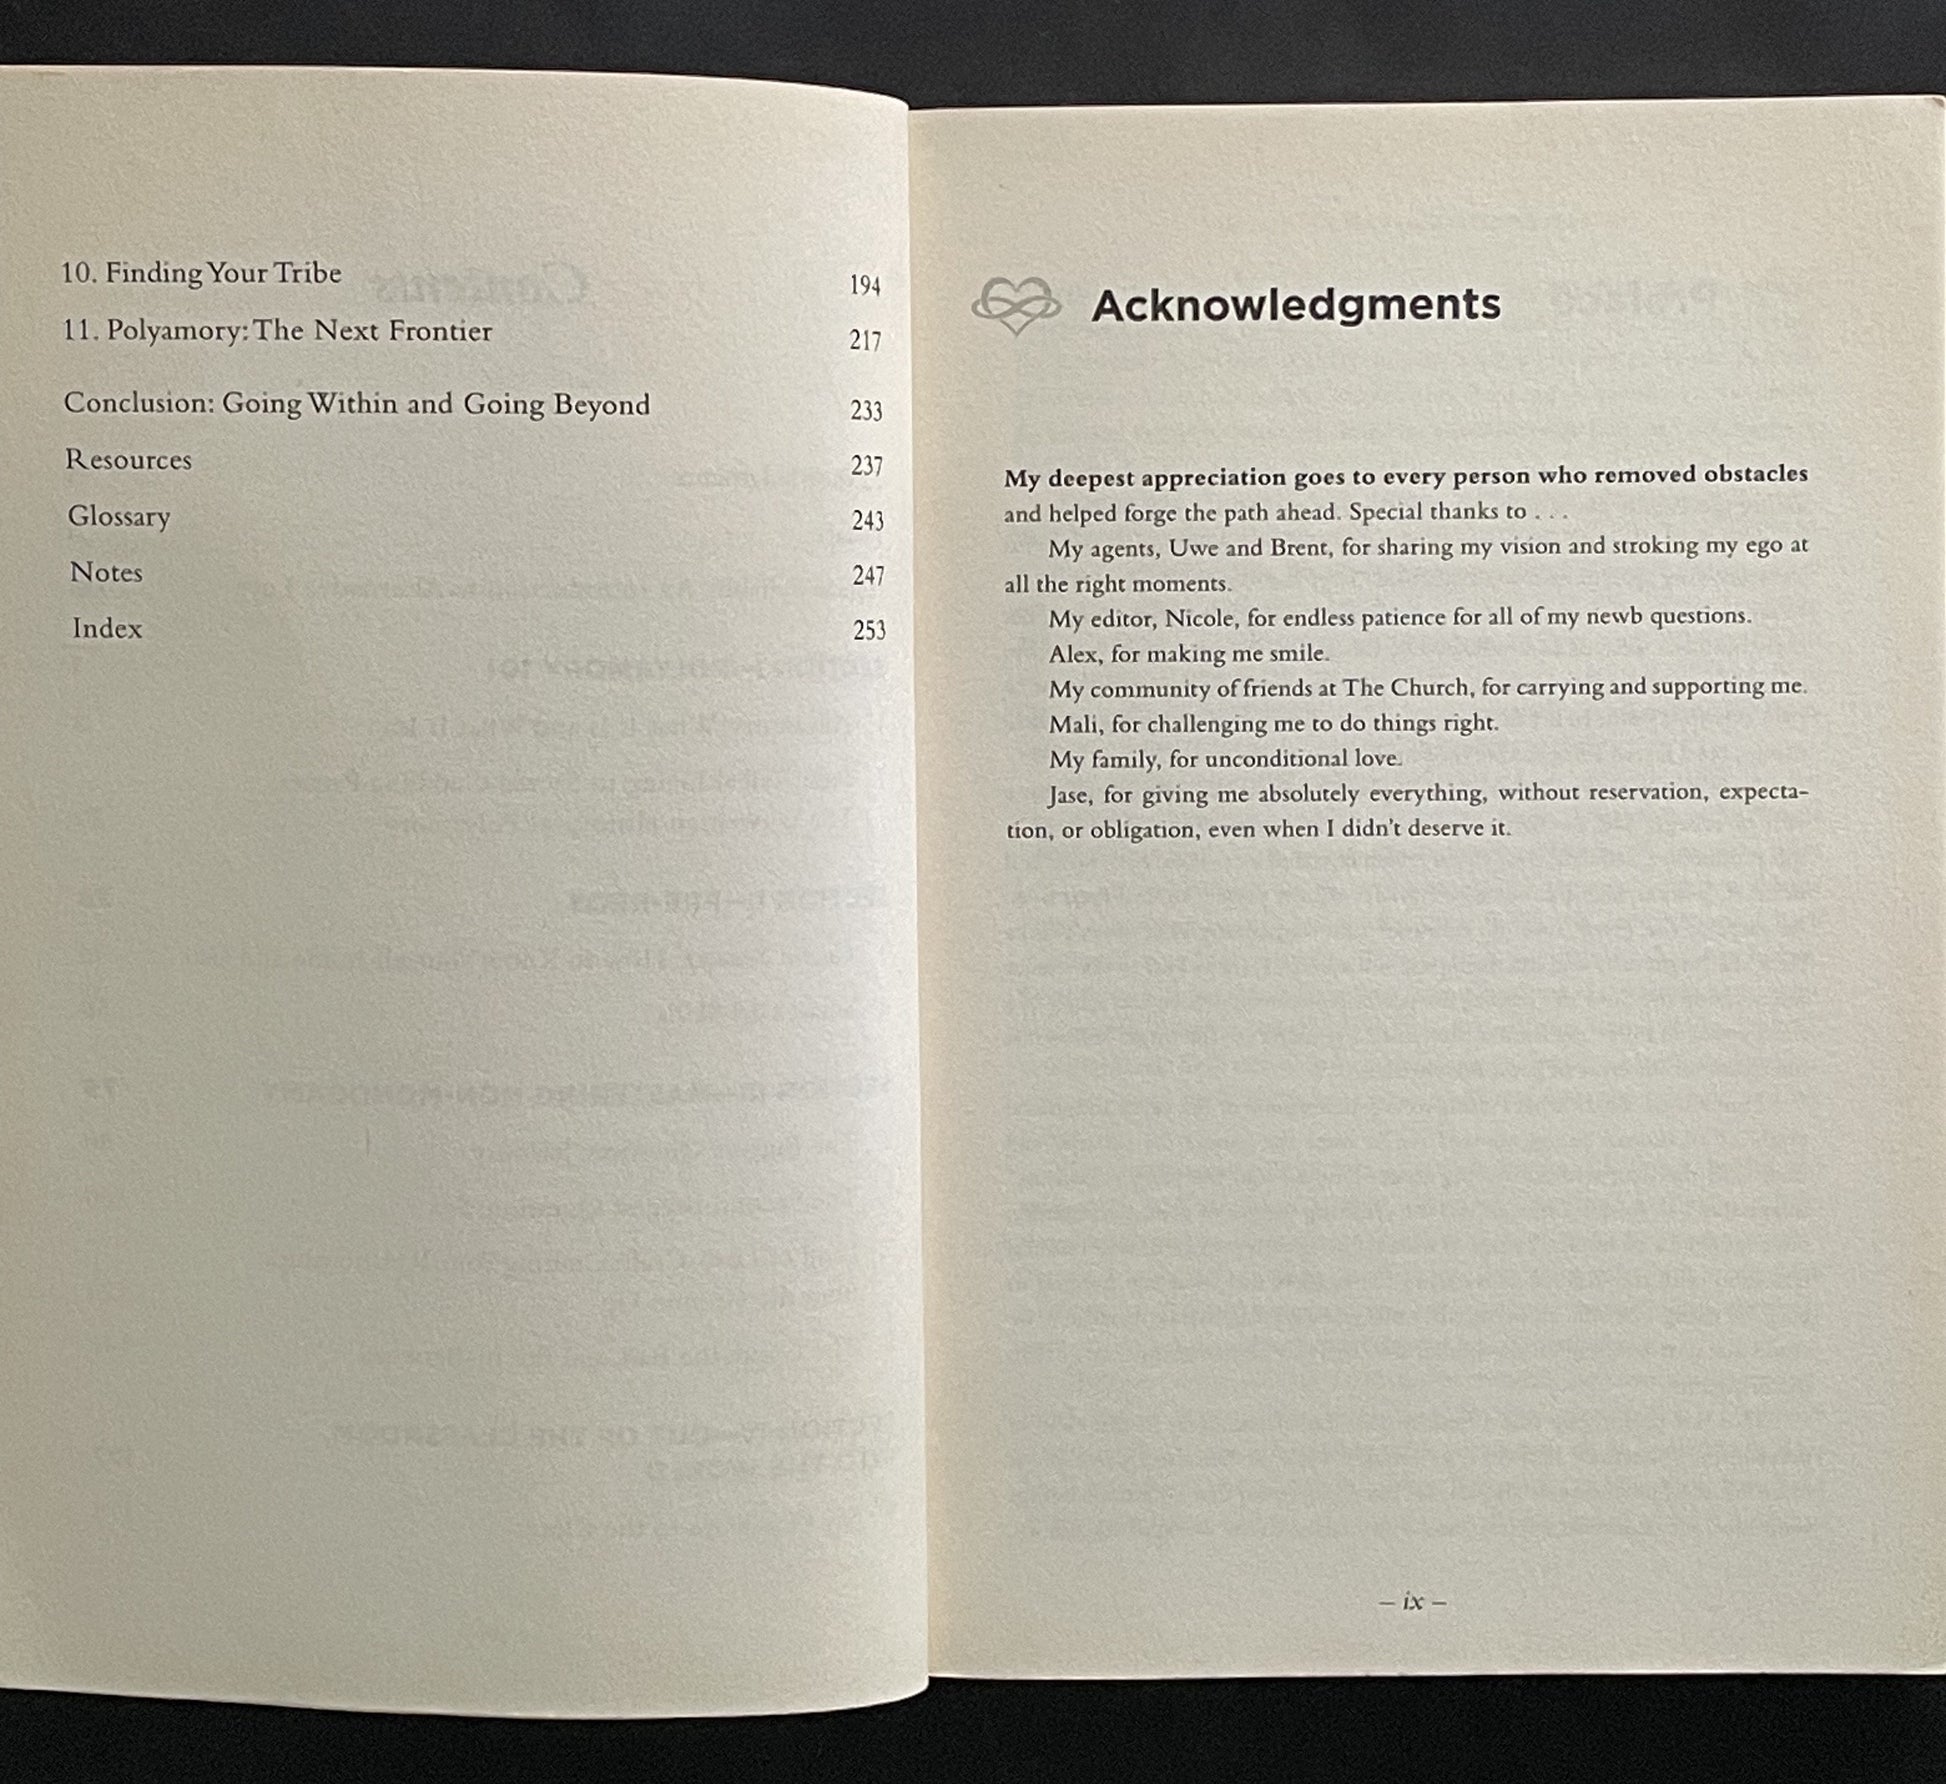 10. Finding Your Tribe 194
11. Polyamory: The Next Frontier 217
Conclusion: Going Within and Going Beyond 233
Resources 237
Glossary 243
Notes 247
Index 253
Acknowledgments
My deepest appreciation goes to every person who removed obstacles
and helped forge the path ahead. Special thanks to . . .
My agents, Uwe and Brent, for sharing my vision and stroking my ego at
all the right moments.
My editor, Nicole, for endless patience for all of my newb questions.
Alex, for making me smile.
My community of friends at The Church, for carrying and supporting me.
Mali, for challenging me to do things right.
My family, for unconditional love.
Jase, for giving me absolutely everything, without reservation, expecta-
tion, or obligation, even when I didn't deserve it.
– ix –